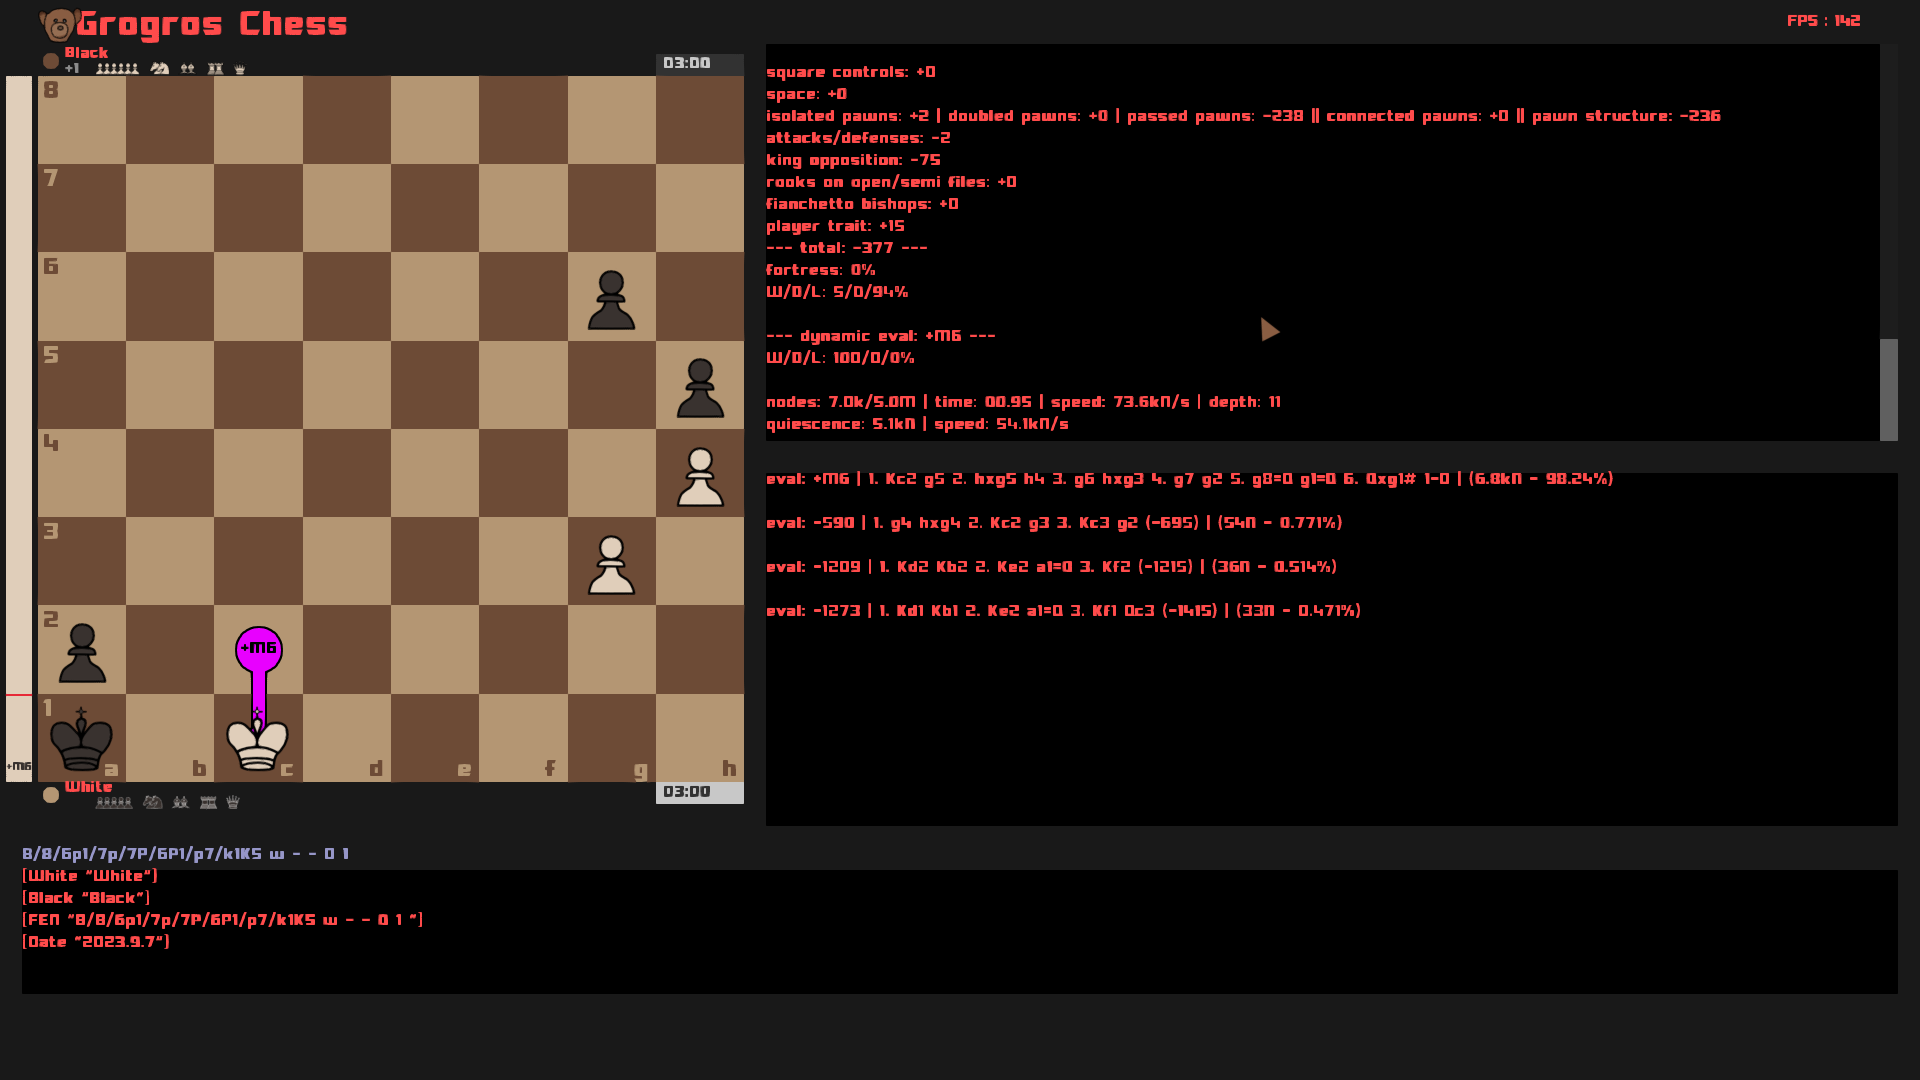 Grogros Chess
FPS : 142
Black
+1
03:00
square controls: +0
space: +0
isolated pawns: +2 | doubled pawns: +0 | passed pawns: -238 || connected pawns: +0 || pawn structure: -236
attacks/defenses: -2
king opposition: -75
rooks on open/semi files: +0
fianchetto bishops: +0
player trait: +15
--- total: -377 ---
fortress: 0%
W/D/L: 5/0/94%
--- dynamic eval: +M6 ---
W/D/L: 100/0/0%
nodes: 7.0k/5.0M | time: 00.95 | speed: 73.6kN/s | depth: 11
quiescence: 5.1kN | speed: 54.1kN/s
eval: +M6 | 1. Kc2 g5 2. hxg5 h4 3. g6 hxg3 4. g7 g2 5. g8=Q g1=Q 6. Qxg1# 1-0 | (6.8kN - 98.24%)
eval: -590 | 1. g4 hxg4 2. Kc2 g3 3. Kc3 g2 (-695) | (54N - 0.771%)
eval: -1209 | 1. Kd2 Kb2 2. Ke2 a1=Q 3. Kf2 (-1215) | (36N - 0.514%)
eval: -1273 | 1. Kd1 Kb1 2. Ke2 a1=Q 3. Kf1 Qc3 (-1415) | (33N - 0.471%)
8
7
6
5
4
3
2
1
+M6
+M6
a b c d e f g h
White
03:00
8/8/6p1/7p/7P/6P1/p7/k1K5 w - - 0 1
[White "White"]
[Black "Black"]
[FEN "8/8/6p1/7p/7P/6P1/p7/k1K5 w - - 0 1 "]
[Date "2023.9.7"]